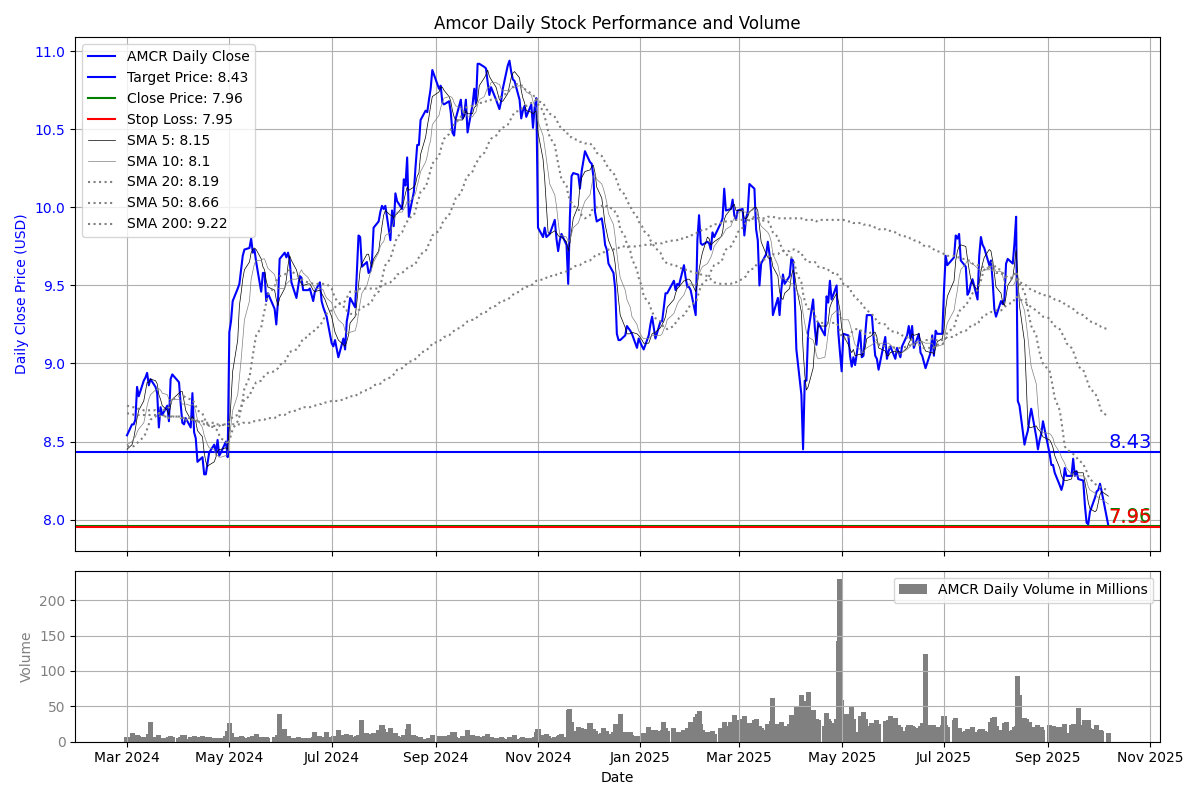 Amcor Daily Stock Performance and Volume
Daily Close Price (USD)
11.0
10.5
10.0
9.5
9.0
8.5
8.0
AMCR Daily Close
Target Price: 8.43
Close Price: 7.96
Stop Loss: 7.95
SMA 5: 8.15
SMA 10: 8.1
SMA 20: 8.19
SMA 50: 8.66
SMA 200: 9.22
8.43
7.96
7.95
Volume
200
150
100
50
0
AMCR Daily Volume in Millions
Mar 2024 May 2024 Jul 2024 Sep 2024 Nov 2024 Jan 2025 Mar 2025 May 2025 Jul 2025 Sep 2025 Nov 2025
Date